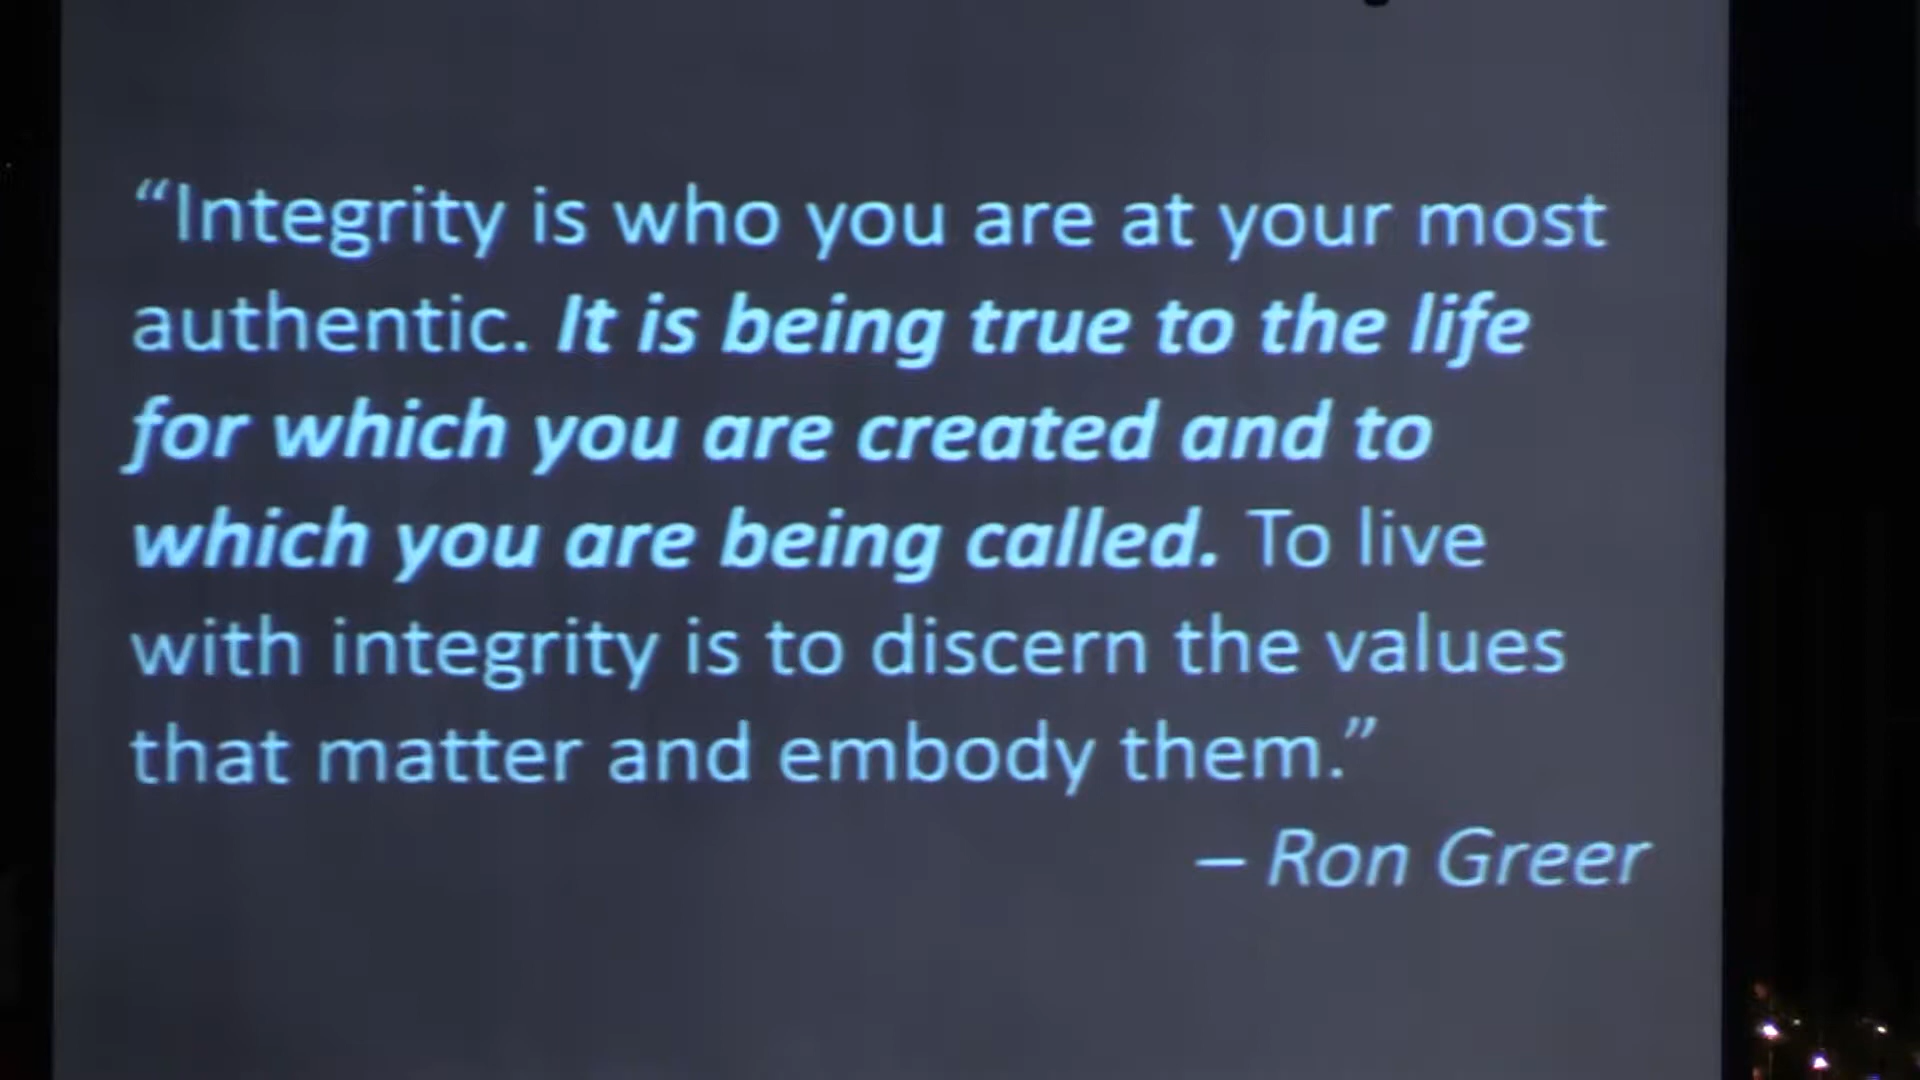 “Integrity is who you are at your most
authentic. It is being true to the life
for which you are created and to
which you are being called. To live
with integrity is to discern the values
that matter and embody them.”
– Ron Greer